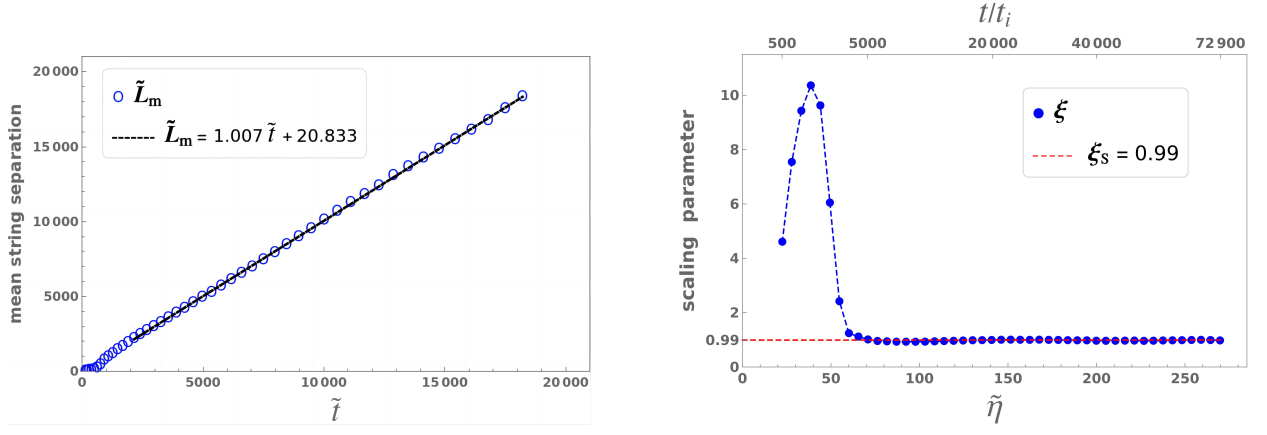 mean string separation
20 000
15 000
10 000
5000
0
L̃m
L̃m = 1.007 t̃ + 20.833
0 5000 10 000 15 000 20 000
t̃
t/ti
500 5000 20 000 40 000 72 900
scaling parameter
10
8
6
4
2
0.99
0
ξ
ξs = 0.99
0 50 100 150 200 250
η̃